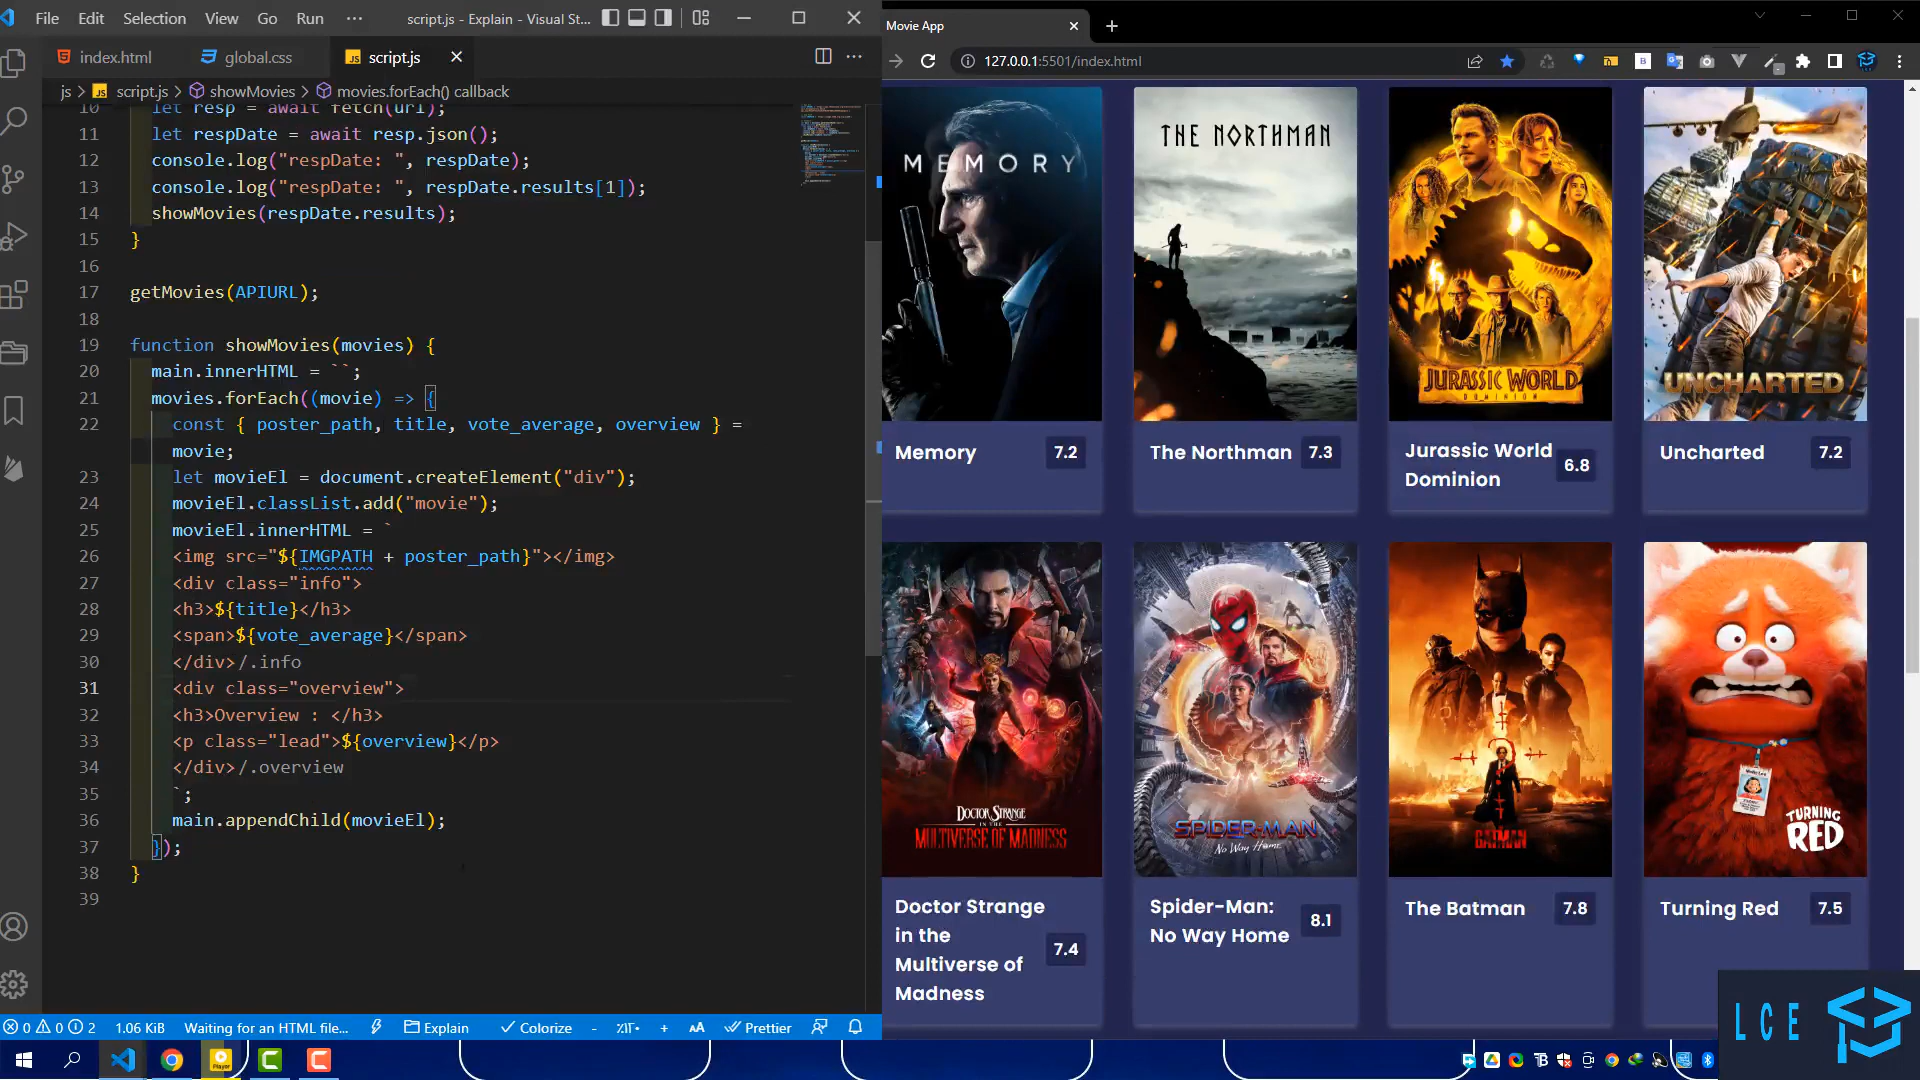 File Edit Selection View Go Run ··· script.js - Explain - Visual St...
index.html global.css JS script.js
js > JS script.js > showMovies > movies.forEach() callback
10 let resp = await fetch(url);
11 let respDate = await resp.json();
12 console.log("respDate: ", respDate);
13 console.log("respDate: ", respDate.results[1]);
14 showMovies(respDate.results);
15 }
16
17 getMovies(APIURL);
18
19 function showMovies(movies) {
20 main.innerHTML = ``;
21 movies.forEach((movie) => {
22 const { poster_path, title, vote_average, overview } =
movie;
23 let movieEl = document.createElement("div");
24 movieEl.classList.add("movie");
25 movieEl.innerHTML = `
26 <img src="${IMGPATH + poster_path}"></img>
27 <div class="info">
28 <h3>${title}</h3>
29 <span>${vote_average}</span>
30 </div>/.info
31 <div class="overview">
32 <h3>Overview : </h3>
33 <p class="lead">${overview}</p>
34 </div>/.overview
35 `;
36 main.appendChild(movieEl);
37 });
38 }
39
0 0 2 1.06 KiB Waiting for an HTML file... Explain Colorize - + AA Prettier
Movie App
127.0.0.1:5501/index.html
MEMORY
THE NORTHMAN
JURASSIC WORLD
DOMINION
UNCHARTED
Memory 7.2
The Northman 7.3
Jurassic World
Dominion 6.8
Uncharted 7.2
DOCTOR STRANGE
IN THE
MULTIVERSE OF MADNESS
SPIDER-MAN
No Way Home
THE
BATMAN
TURNING
RED
Doctor Strange
in the
Multiverse of
Madness 7.4
Spider-Man:
No Way Home 8.1
The Batman 7.8
Turning Red 7.5
LCE